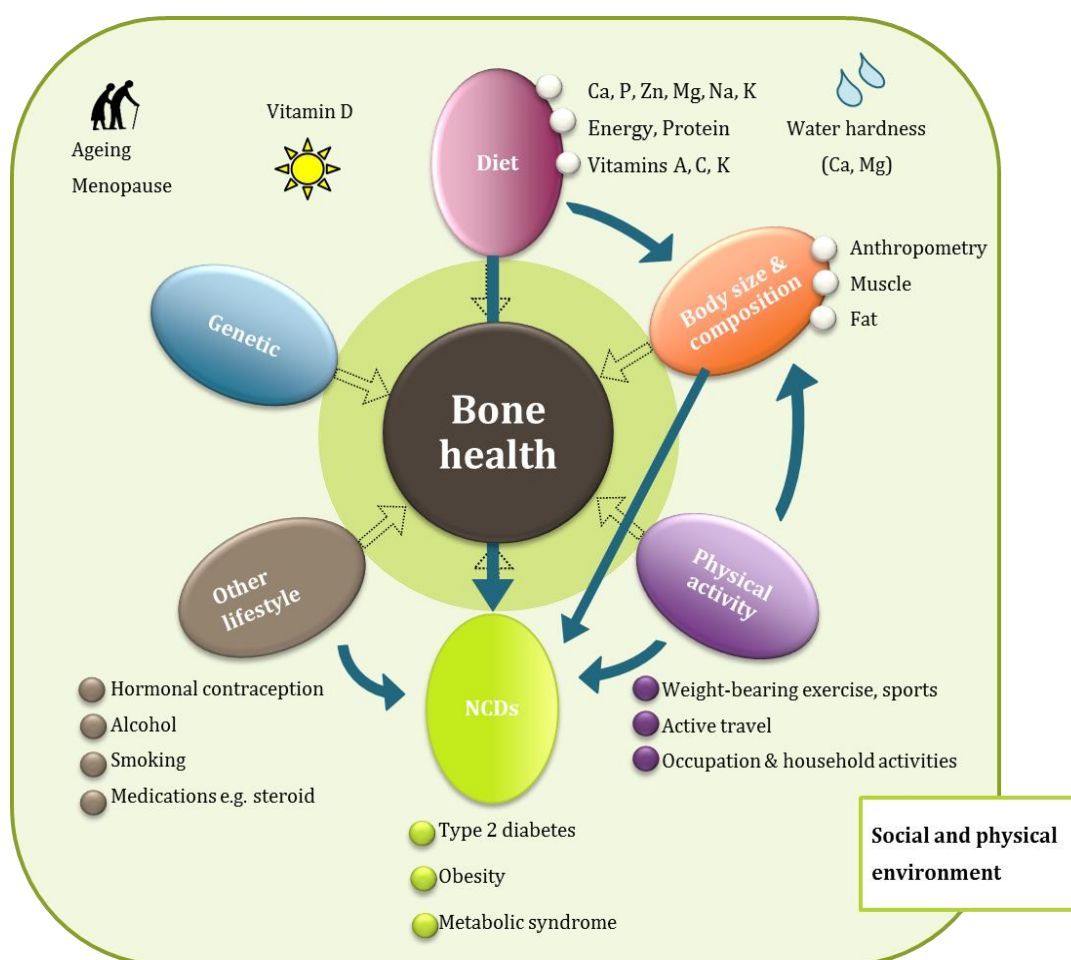 Vitamin D
Ageing
Menopause
Diet
Ca, P, Zn, Mg, Na, K
Energy, Protein
Vitamins A, C, K
Water hardness
(Ca, Mg)
Genetic
Body size &
composition
Anthropometry
Muscle
Fat
Bone
health
Other
lifestyle
Physical
activity
Hormonal contraception
Alcohol
Smoking
Medications e.g. steroid
NCDs
Weight-bearing exercise, sports
Active travel
Occupation & household activities
Type 2 diabetes
Obesity
Metabolic syndrome
Social and physical
environment